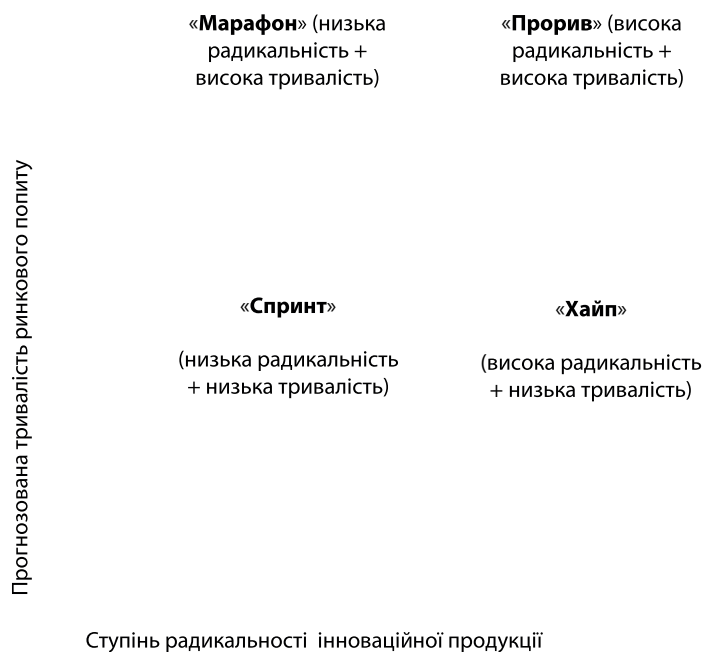 «Марафон» (низька
радикальність +
висока тривалість)
«Прорив» (висока
радикальність +
висока тривалість)
Прогнозована тривалість ринкового попиту
«Спринт»
(низька радикальність
+ низька тривалість)
«Хайп»
(висока радикальність
+ низька тривалість)
Ступінь радикальності  інноваційної продукції